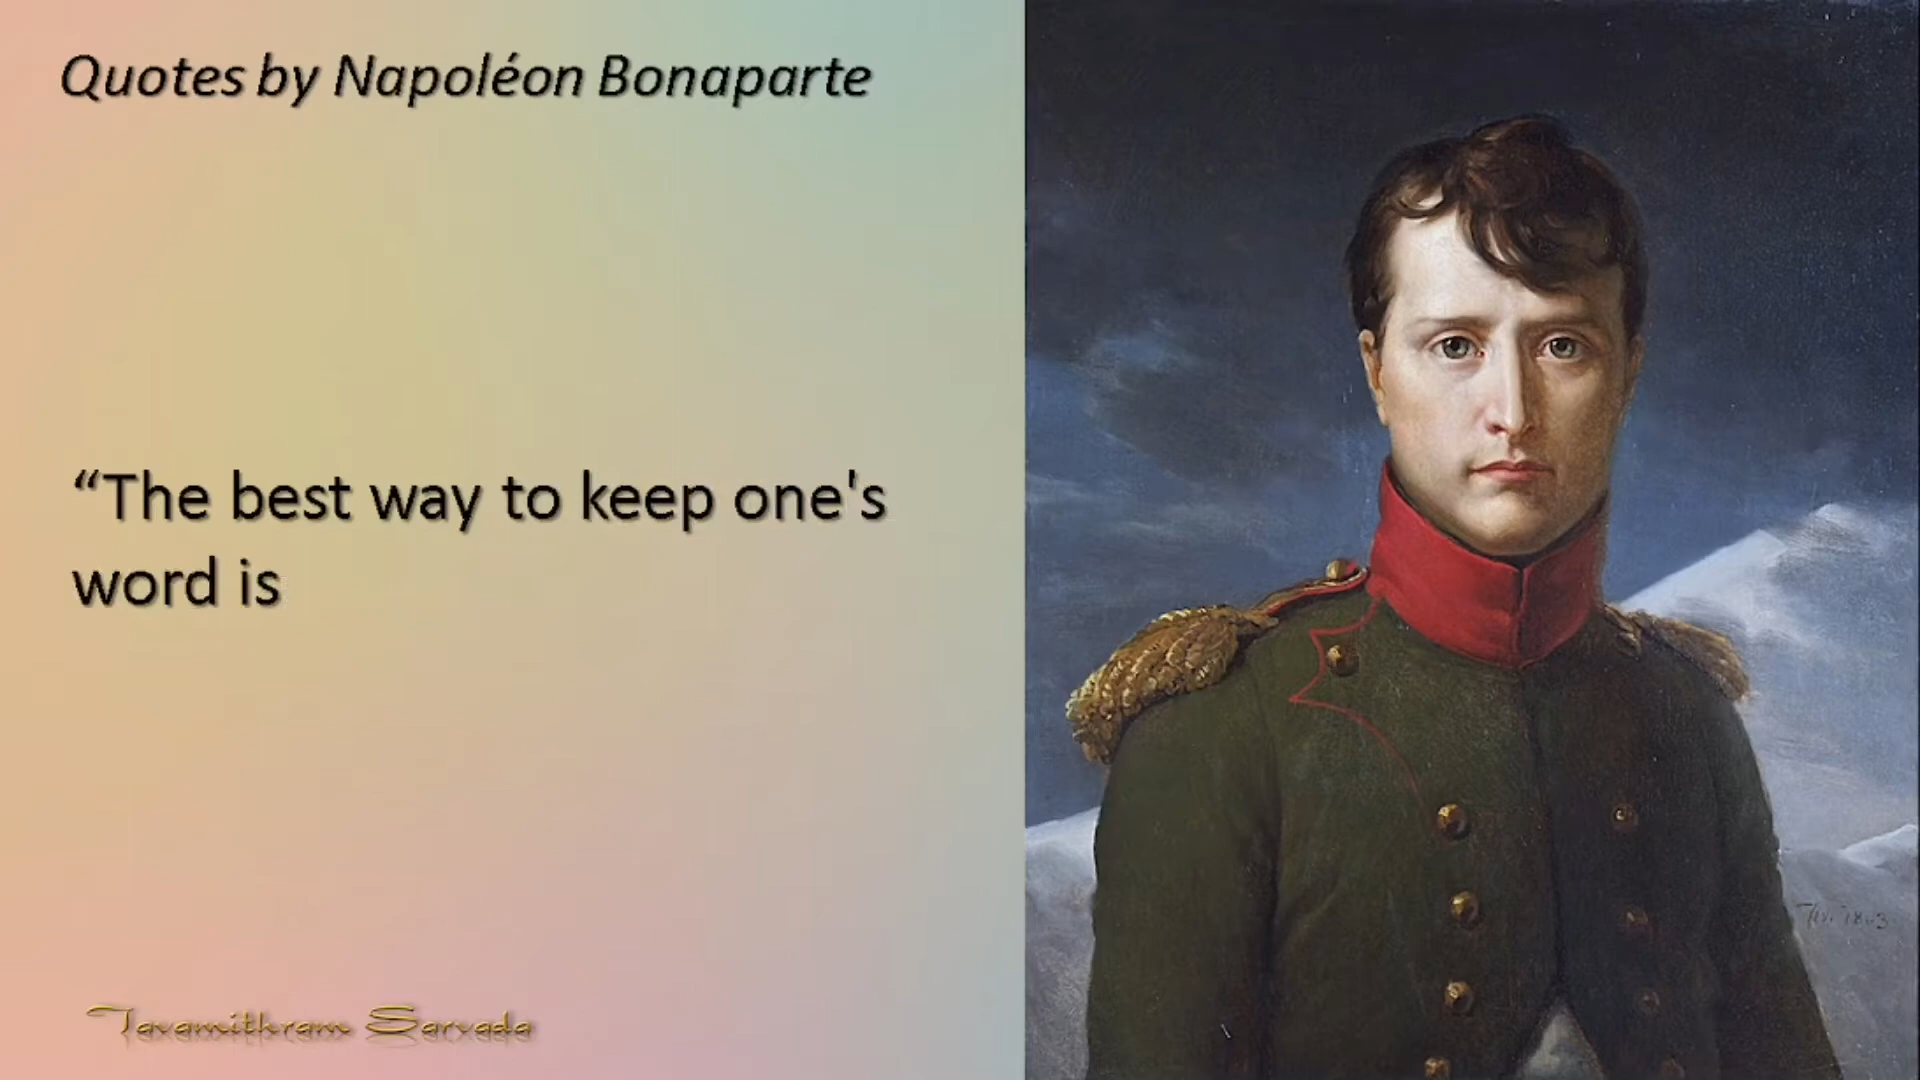 Quotes by Napoléon Bonaparte
“The best way to keep one's
word is
Tavamithram Sarvada